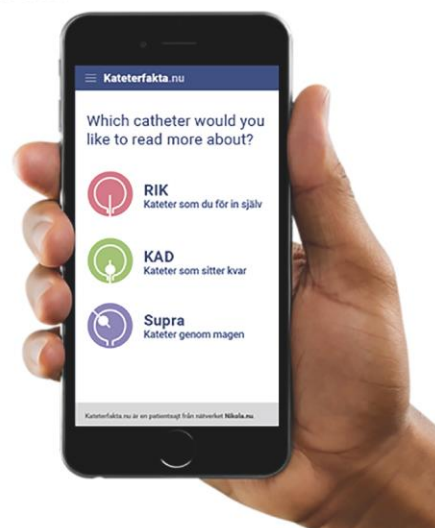 Kateterfakta.nu
Which catheter would you
like to read more about?
RIK
Kateter som du för in själv
KAD
Kateter som sitter kvar
Supra
Kateter genom magen
Kateterfakta.nu är en patientsajt från nätverket Nikola.nu.